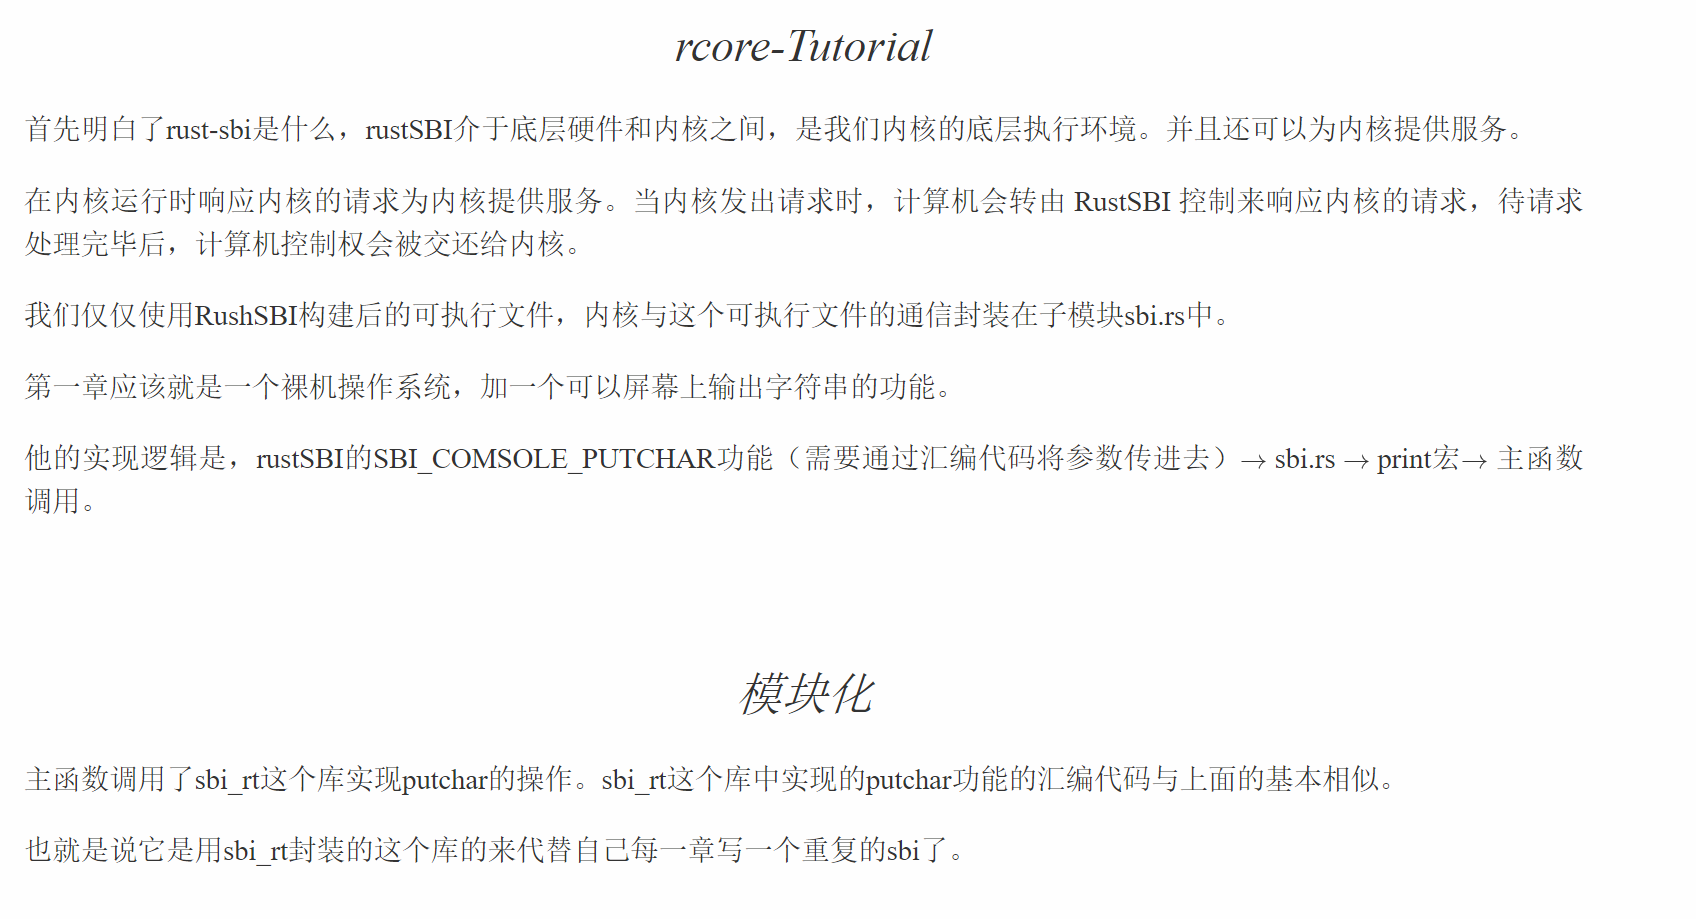 rcore-Tutorial
首先明白了rust-sbi是什么，rustSBI介于底层硬件和内核之间，是我们内核的底层执行环境。并且还可以为内核提供服务。
在内核运行时响应内核的请求为内核提供服务。当内核发出请求时，计算机会转由 RustSBI 控制来响应内核的请求，待请求
处理完毕后，计算机控制权会被交还给内核。
我们仅仅使用RushSBI构建后的可执行文件，内核与这个可执行文件的通信封装在子模块sbi.rs中。
第一章应该就是一个裸机操作系统，加一个可以屏幕上输出字符串的功能。
他的实现逻辑是，rustSBI的SBI_COMSOLE_PUTCHAR功能（需要通过汇编代码将参数传进去）→ sbi.rs → print宏→ 主函数
调用。
模块化
主函数调用了sbi_rt这个库实现putchar的操作。sbi_rt这个库中实现的putchar功能的汇编代码与上面的基本相似。
也就是说它是用sbi_rt封装的这个库的来代替自己每一章写一个重复的sbi了。